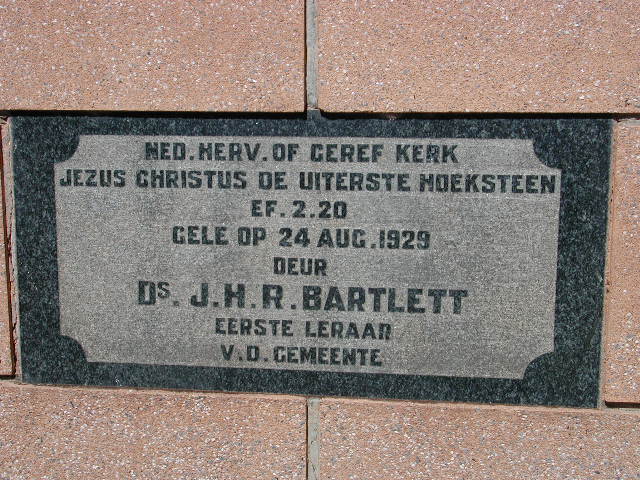 NED. HERV. OF GEREF KERK
JEZUS CHRISTUS DE UITERSTE HOEKSTEEN
EF. 2.20
GELE OP 24 AUG. 1929
DEUR
DS. J.H.R. BARTLETT
EERSTE LERAAR
V.D. GEMEENTE